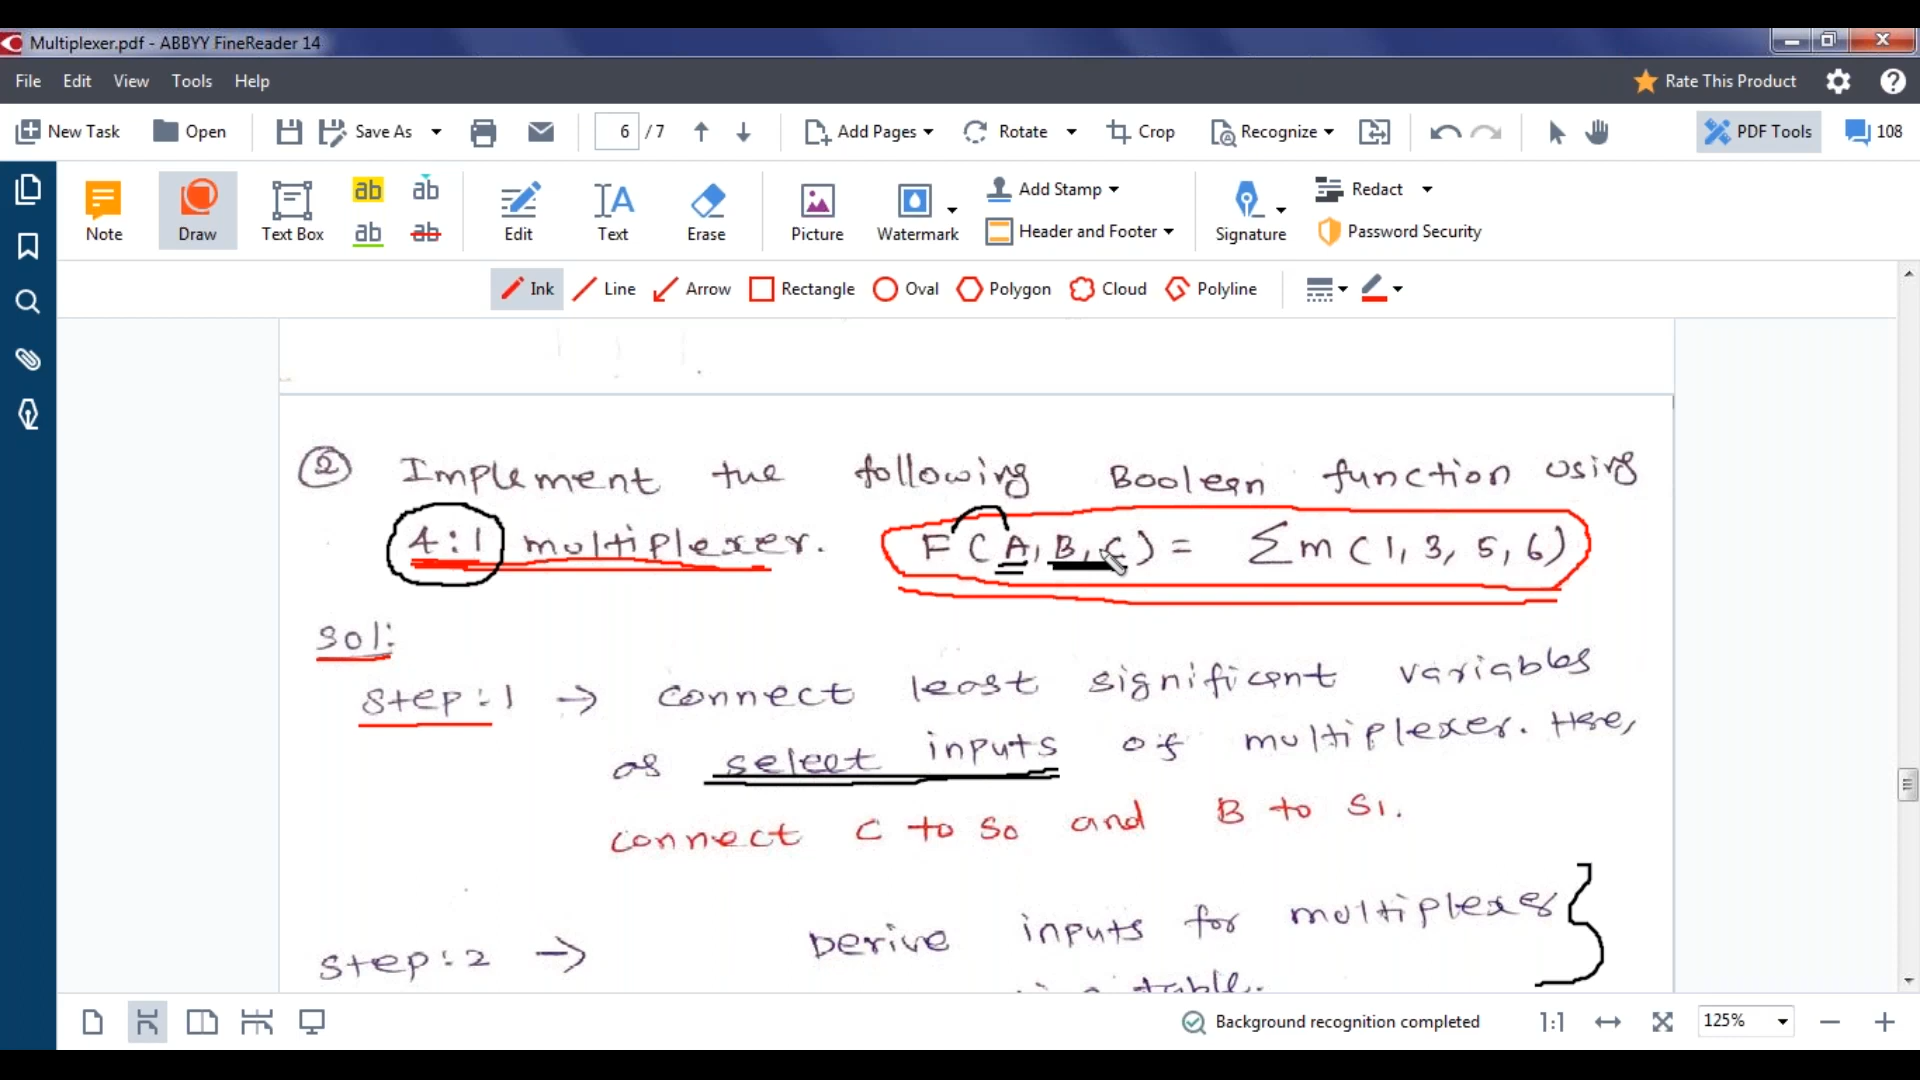 Multiplexer.pdf - ABBYY FineReader 14
File Edit View Tools Help
Rate This Product
New Task Open Save As 6 / 7 Add Pages Rotate Crop Recognize PDF Tools 108
Note Draw Text Box ab ab ab ab Edit Text Erase Picture Watermark Add Stamp Header and Footer Signature Redact Password Security
Ink Line Arrow Rectangle Oval Polygon Cloud Polyline
② Implement the following Boolean function using
4:1 multiplexer. F(A,B,C) = Σm(1,3,5,6)
Sol:
Step:1 → connect least significant variables
as select inputs of multiplexer. Here,
connect C to S0 and B to S1.
Step:2 → Derive inputs for multiplexer
table.
Background recognition completed 1:1 125%